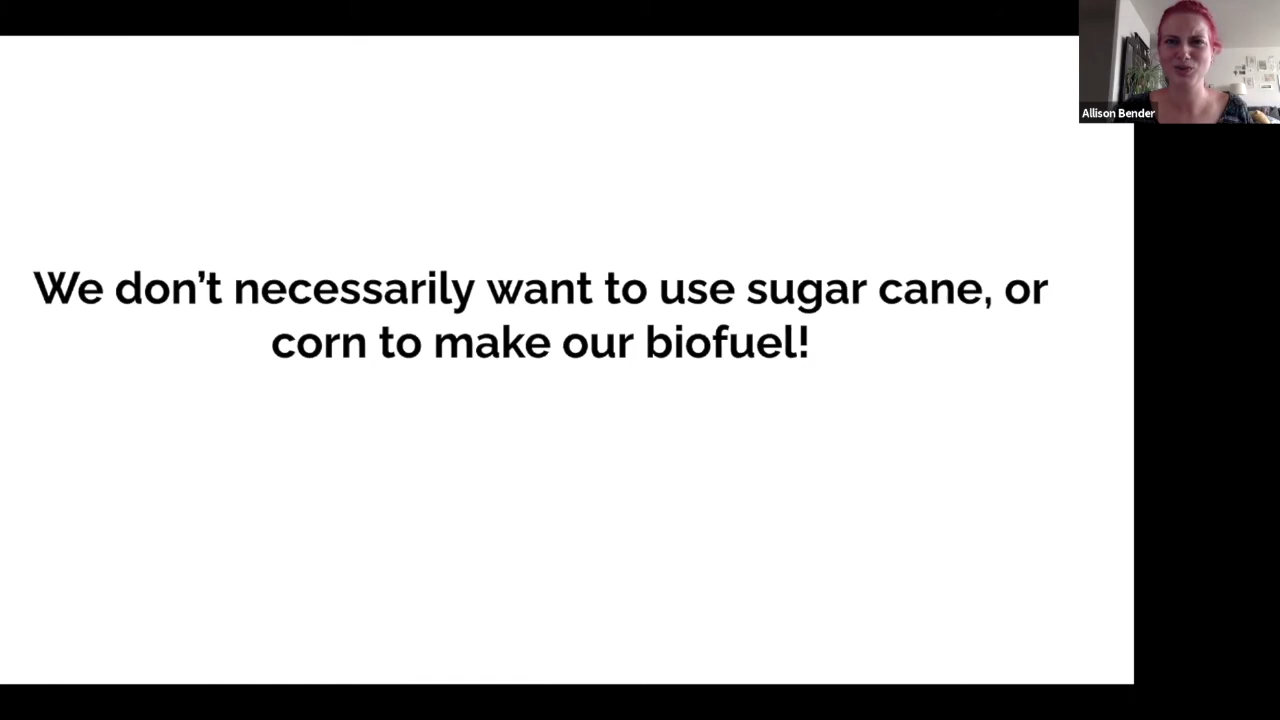 Allison Bender
We don’t necessarily want to use sugar cane, or
corn to make our biofuel!